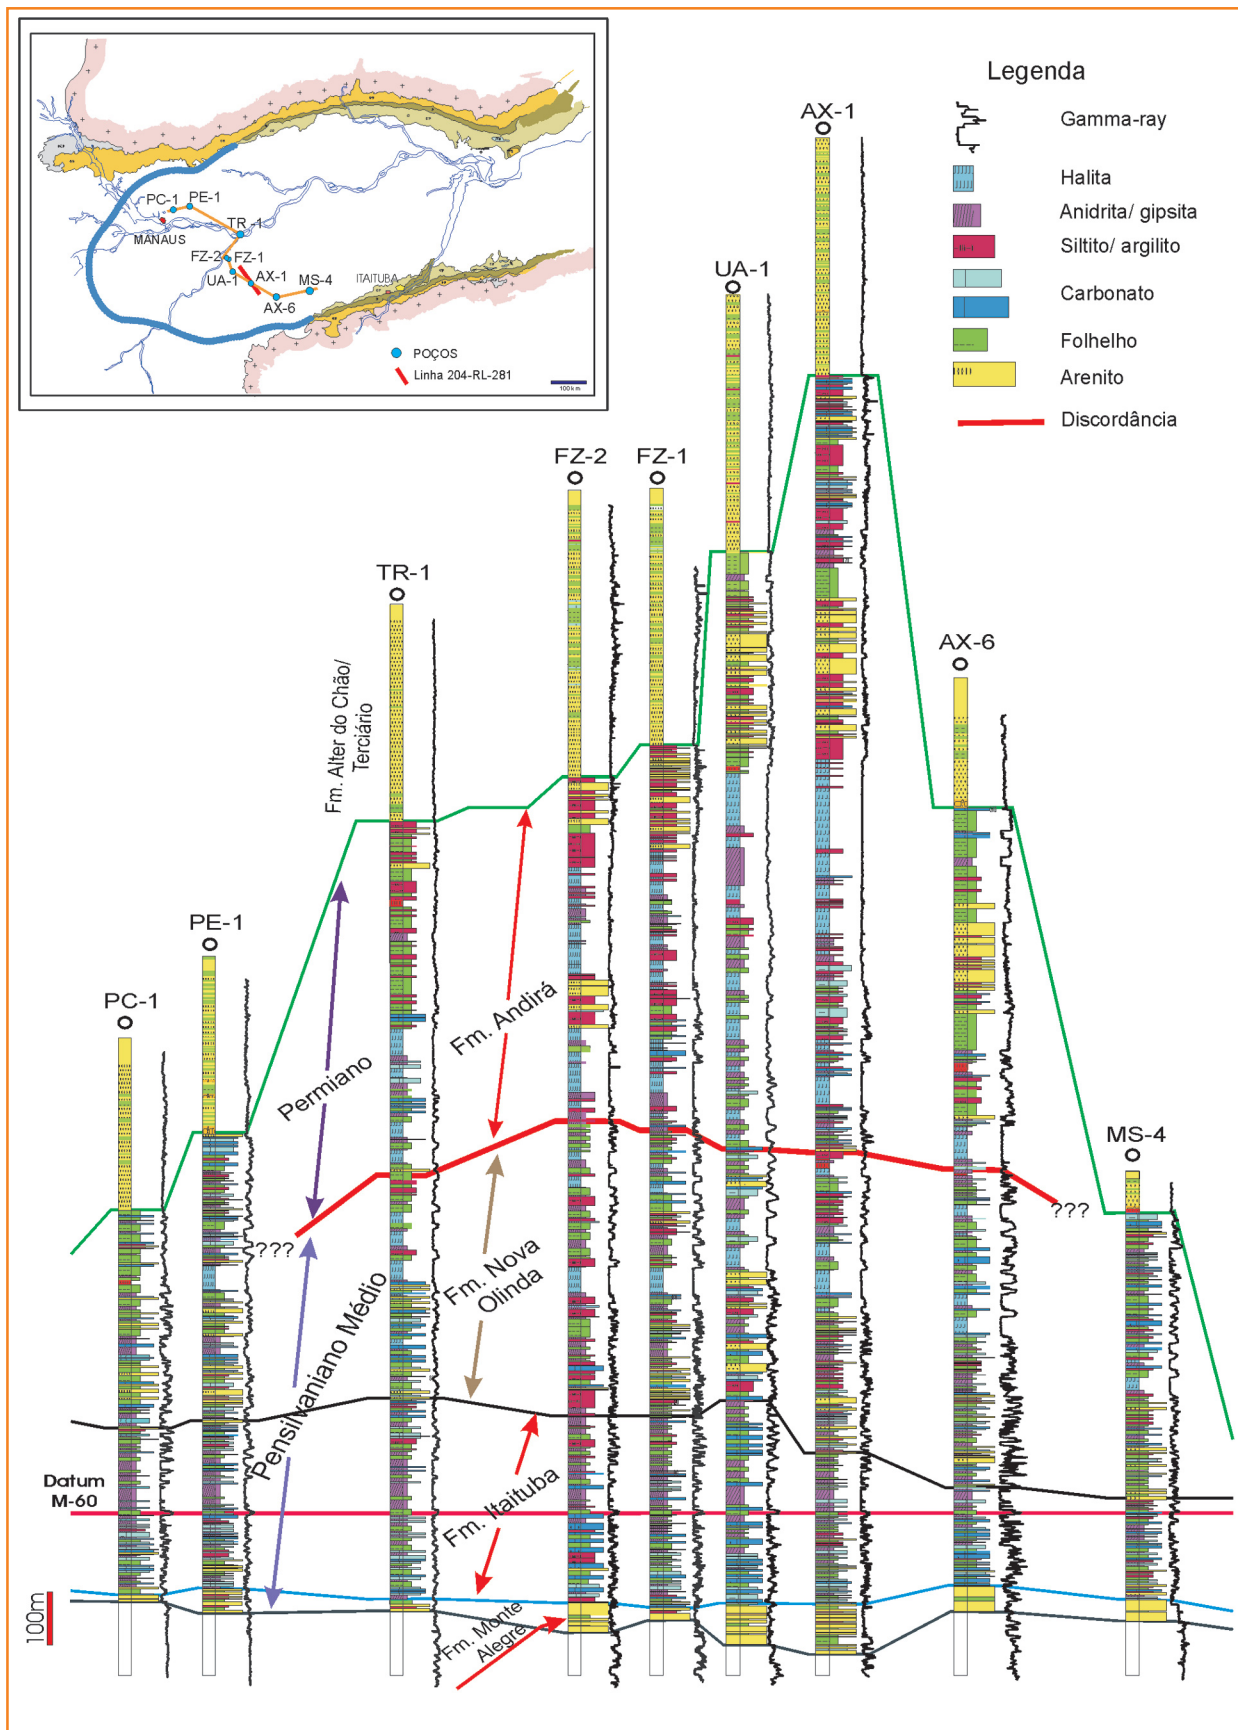 PC-1
PE-1
MANAUS
TR-1
FZ-2
FZ-1
UA-1
AX-1
AX-6
MS-4
ITAITUBA
POÇOS
Linha 204-RL-281
100 km
Legenda
Gamma-ray
Halita
Anidrita/ gipsita
Siltito/ argilito
Carbonato
Folhelho
Arenito
Discordância
AX-1
UA-1
FZ-2
FZ-1
TR-1
AX-6
PE-1
PC-1
MS-4
Fm. Alter do Chão/
Terciário
Permiano
Fm. Andirá
???
???
Fm. Nova
Olinda
Pensilvaniano Médio
Fm. Itaituba
Datum
M-60
Fm. Monte
Alegre
100m